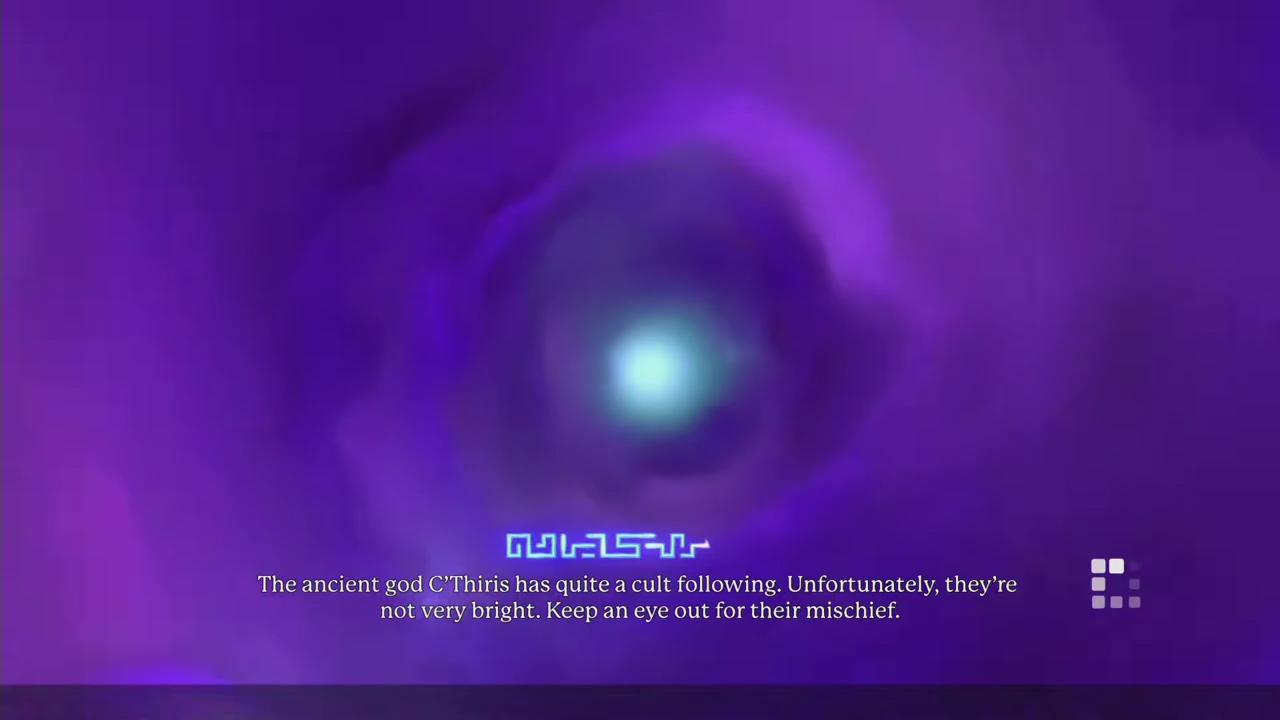 The ancient god C’Thiris has quite a cult following. Unfortunately, they’re
not very bright. Keep an eye out for their mischief.